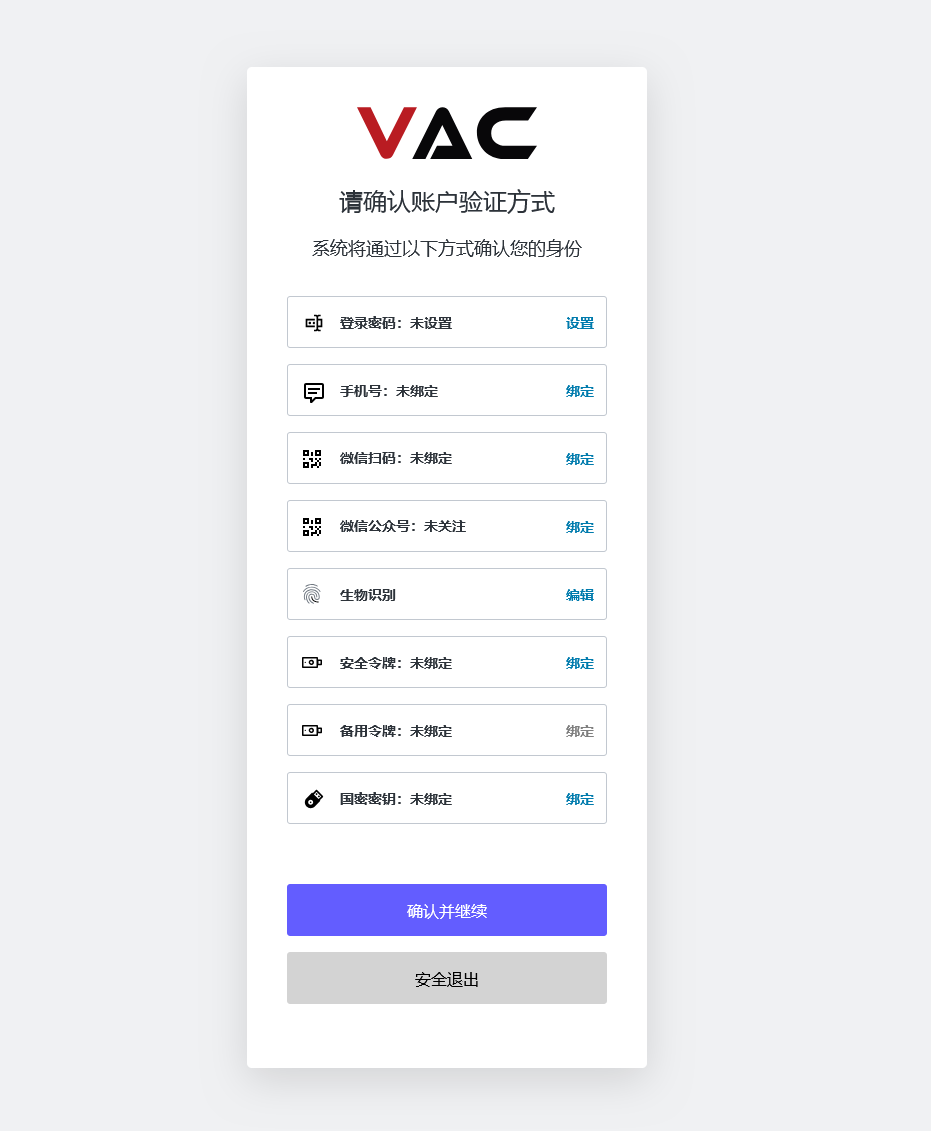 VAC
请确认账户验证方式
系统将通过以下方式确认您的身份
登录密码：未设置 设置
手机号：未绑定 绑定
微信扫码：未绑定 绑定
微信公众号：未关注 绑定
生物识别 编辑
安全令牌：未绑定 绑定
备用令牌：未绑定 绑定
国密密钥：未绑定 绑定
确认并继续
安全退出